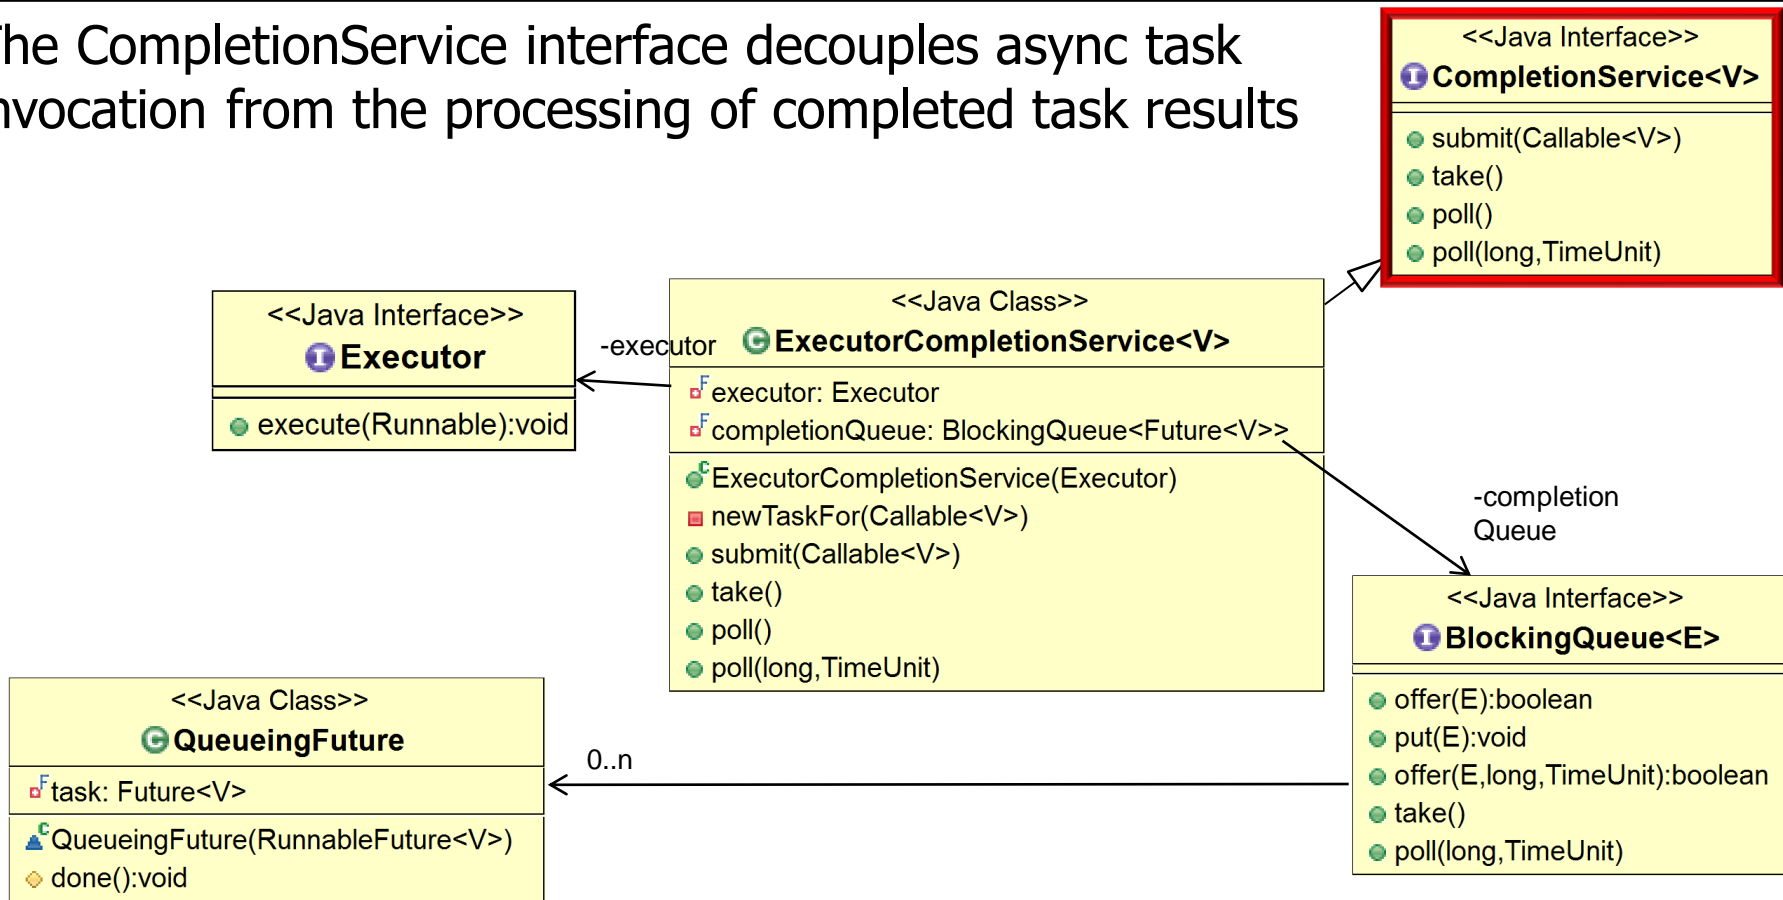 he CompletionService interface decouples async task
nvocation from the processing of completed task results
<<Java Interface>>
CompletionService<V>
submit(Callable<V>)
take()
poll()
poll(long,TimeUnit)
<<Java Interface>>
Executor
execute(Runnable):void
-executor
<<Java Class>>
ExecutorCompletionService<V>
executor: Executor
completionQueue: BlockingQueue<Future<V>>
ExecutorCompletionService(Executor)
newTaskFor(Callable<V>)
submit(Callable<V>)
take()
poll()
poll(long,TimeUnit)
-completion
Queue
<<Java Interface>>
BlockingQueue<E>
offer(E):boolean
put(E):void
offer(E,long,TimeUnit):boolean
take()
poll(long,TimeUnit)
0..n
<<Java Class>>
QueueingFuture
task: Future<V>
QueueingFuture(RunnableFuture<V>)
done():void